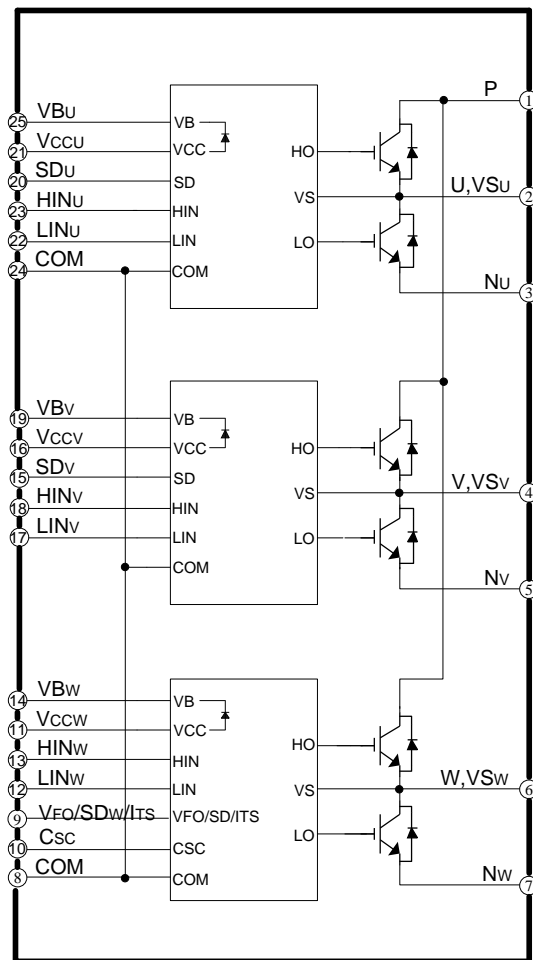 P 1
25 VBU VB
21 VCCU VCC HO
20 SDU SD VS U,VSU 2
23 HINU HIN
22 LINU LIN LO
24 COM COM
NU 3
19 VBV VB
16 VCCV VCC HO
15 SDV SD VS V,VSV 4
18 HINV HIN
17 LINV LIN LO
COM
NV 5
14 VBW VB
11 VCCW VCC HO
13 HINW HIN
12 LINW LIN VS W,VSW 6
9 VFO/SDW/ITS VFO/SD/ITS LO
10 CSC CSC
8 COM COM
NW 7